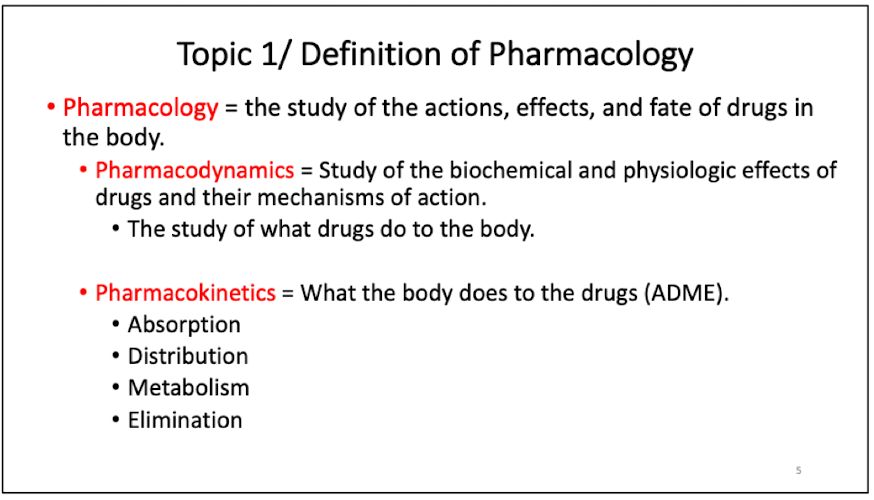 Topic 1/ Definition of Pharmacology
• Pharmacology = the study of the actions, effects, and fate of drugs in
the body.
• Pharmacodynamics = Study of the biochemical and physiologic effects of
drugs and their mechanisms of action.
• The study of what drugs do to the body.
• Pharmacokinetics = What the body does to the drugs (ADME).
• Absorption
• Distribution
• Metabolism
• Elimination
5